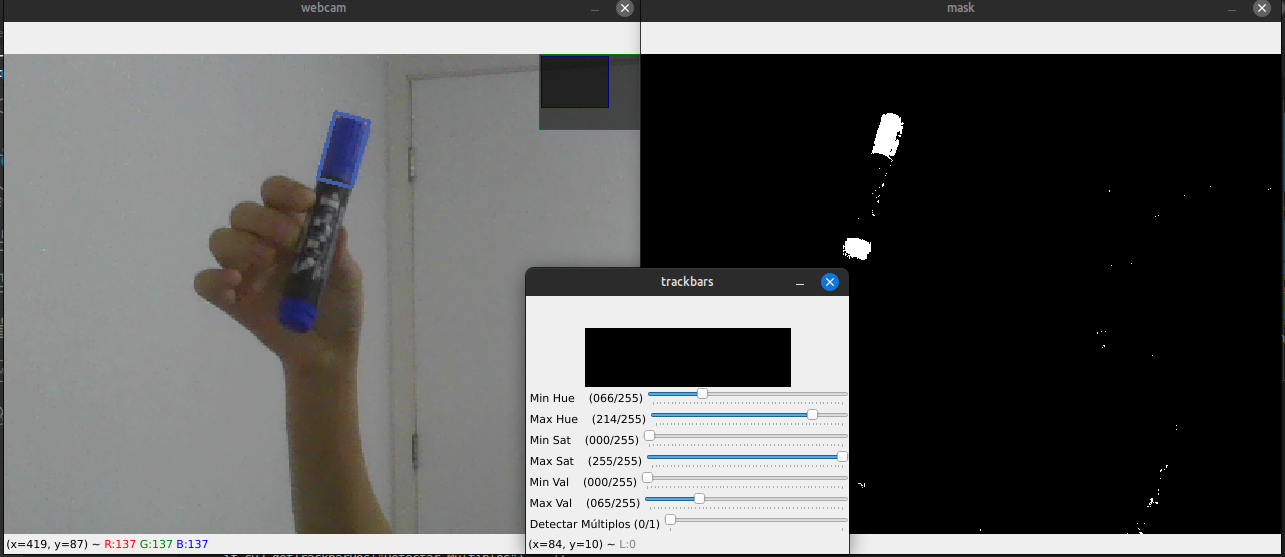 webcam
mask
trackbars
Min Hue (066/255)
Max Hue (214/255)
Min Sat (000/255)
Max Sat (255/255)
Min Val (000/255)
Max Val (065/255)
Detectar Múltiplos (0/1)
(x=419, y=87) ~ R:137 G:137 B:137
(x=84, y=10) ~ L:0